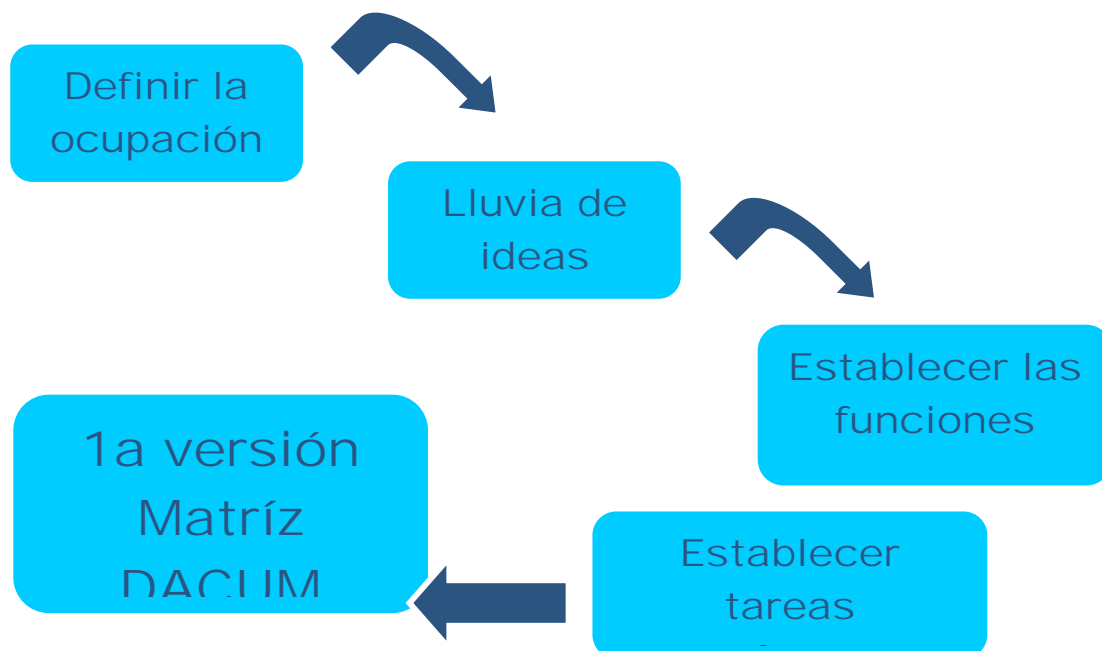 Definir la
ocupación
Lluvia de
ideas
Establecer las
funciones
Establecer
tareas
1a versión
Matríz
DACUM